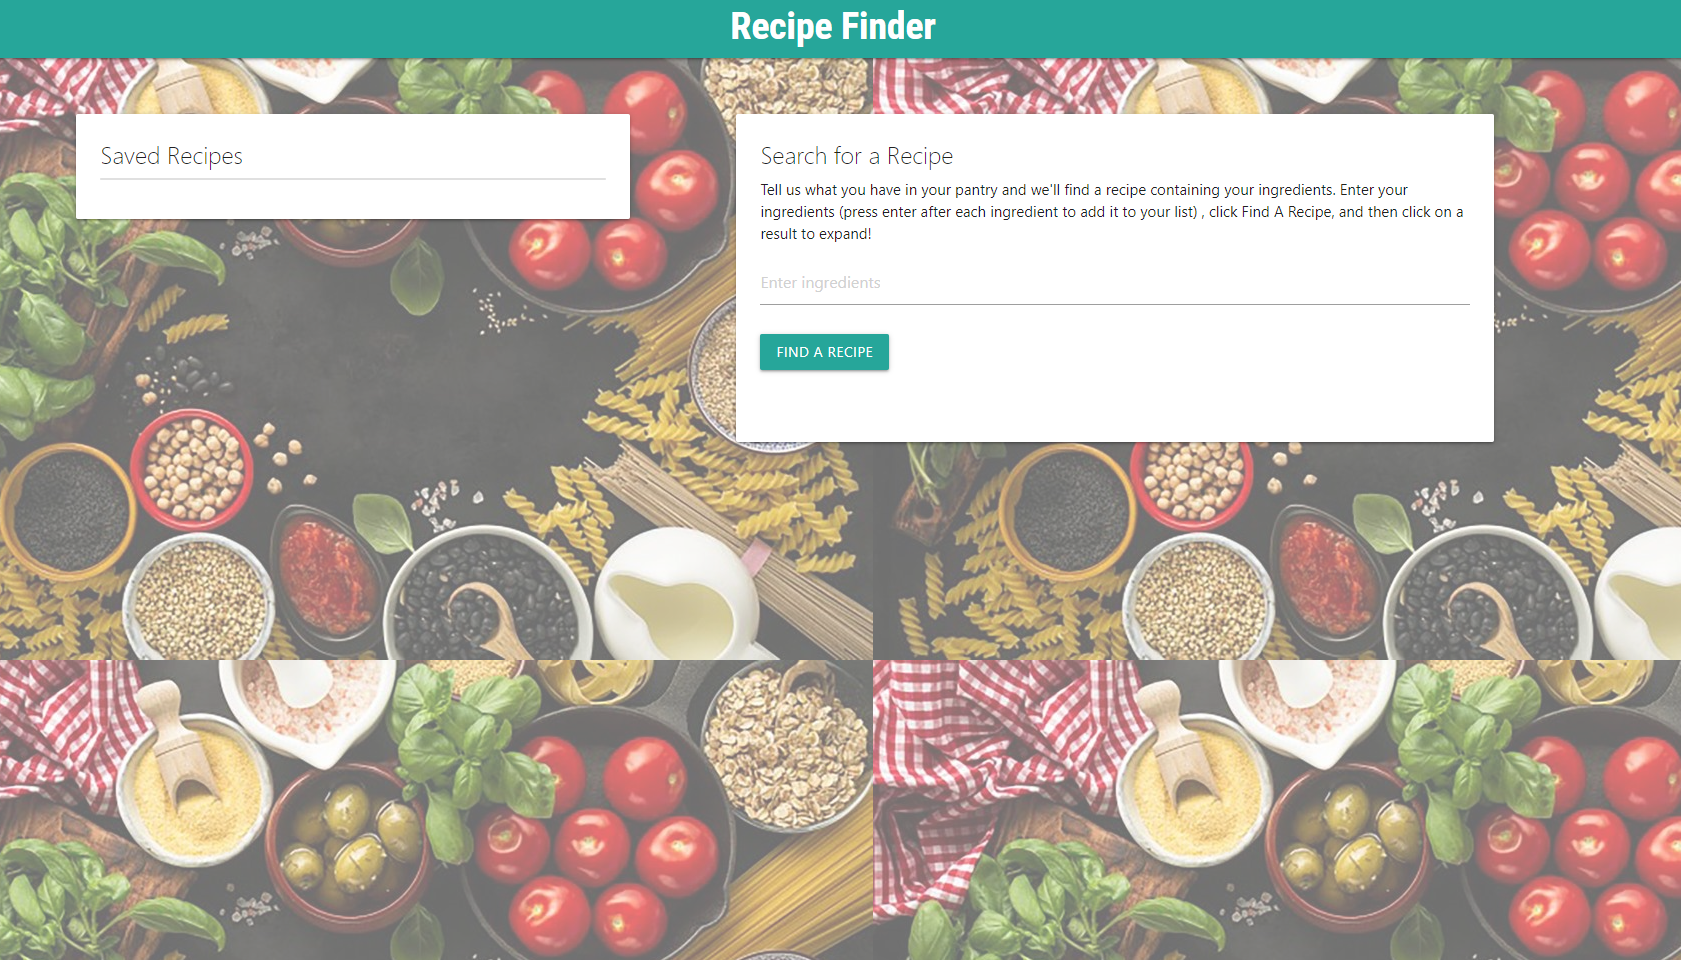 Recipe Finder
Saved Recipes
Search for a Recipe
Tell us what you have in your pantry and we'll find a recipe containing your ingredients. Enter your
ingredients (press enter after each ingredient to add it to your list) , click Find A Recipe, and then click on a
result to expand!
Enter ingredients
FIND A RECIPE